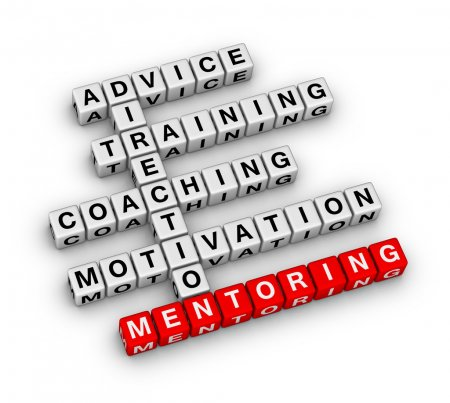 ADVICE
TRAINING
COACHING
MOTIVATION
MENTORING
DIRECTION